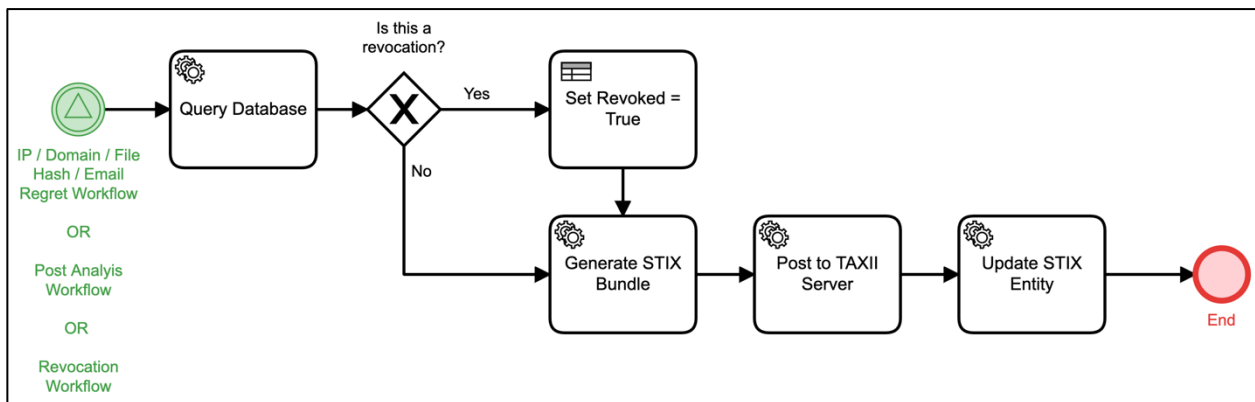 IP / Domain / File
Hash / Email
Regret Workflow
OR
Post Analyis
Workflow
OR
Revocation
Workflow
Query Database
Is this a
revocation?
Yes
No
Set Revoked =
True
Generate STIX
Bundle
Post to TAXII
Server
Update STIX
Entity
End